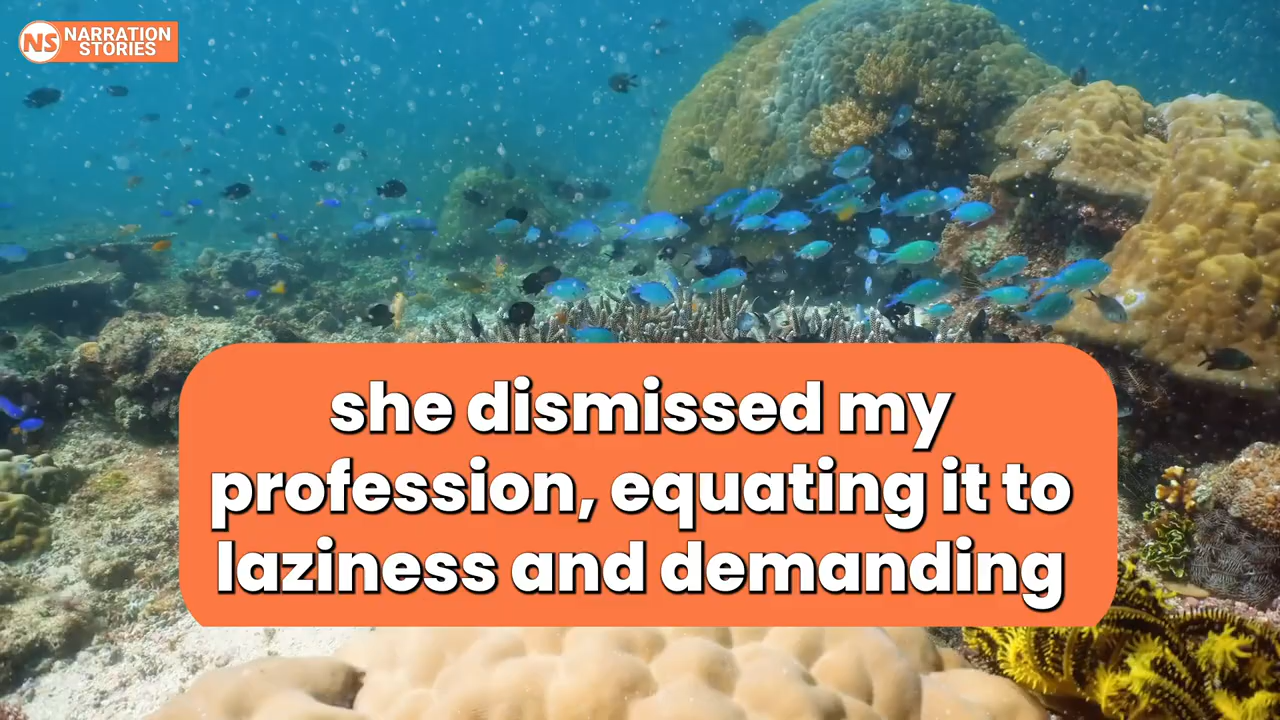 NS NARRATION
STORIES
she dismissed my
profession, equating it to
laziness and demanding